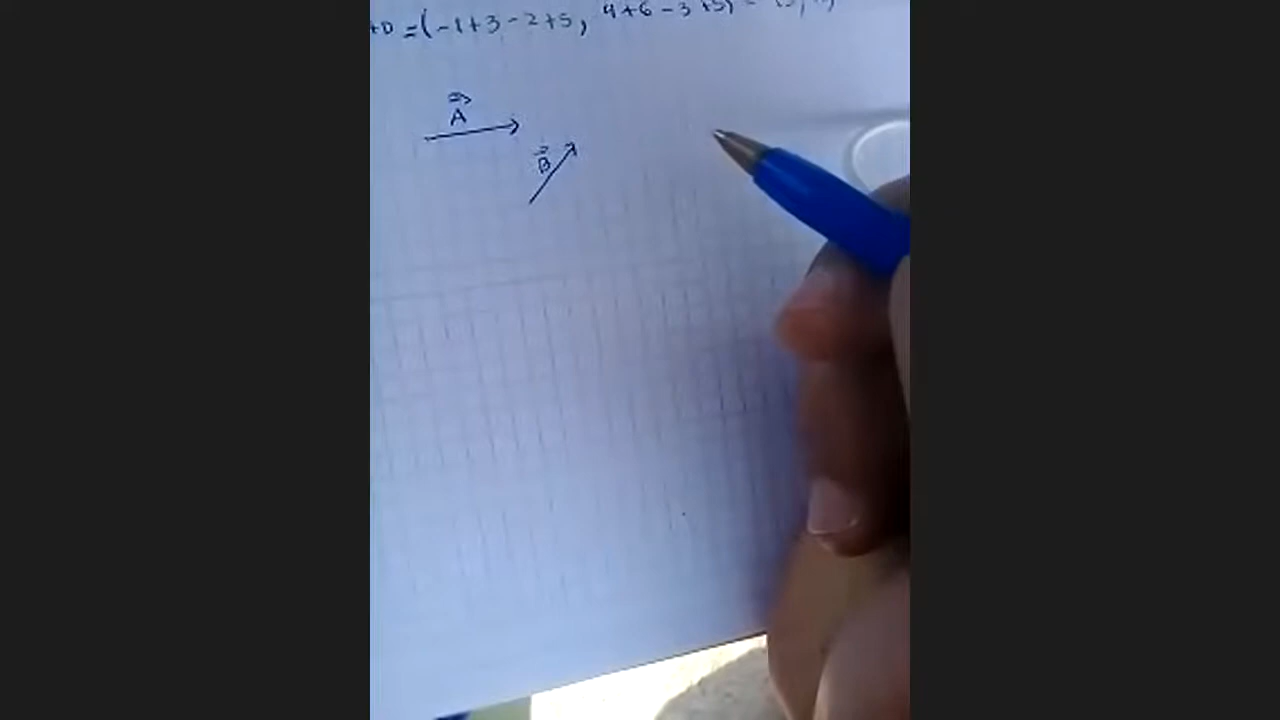 +D = (-1+3-2+5, 4+6-3+5) =
A
B